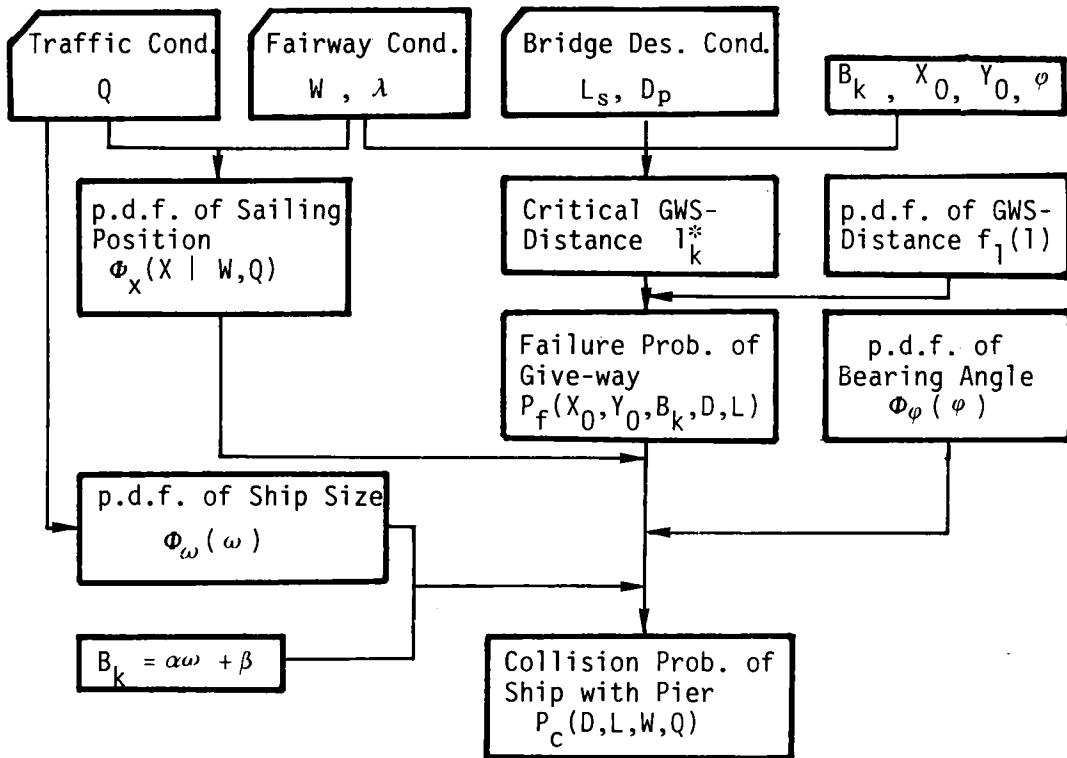 Traffic Cond.
Q
Fairway Cond.
W , λ
Bridge Des. Cond.
Ls, Dp
Bk , X0, Y0, φ
p.d.f. of Sailing
Position
Φx(X | W,Q)
Critical GWS-
Distance l*k
p.d.f. of GWS-
Distance fl(l)
Failure Prob. of
Give-way
Pf(X0,Y0,Bk,D,L)
p.d.f. of
Bearing Angle
Φφ(φ)
p.d.f. of Ship Size
Φω(ω)
Bk = αω + β
Collision Prob. of
Ship with Pier
Pc(D,L,W,Q)